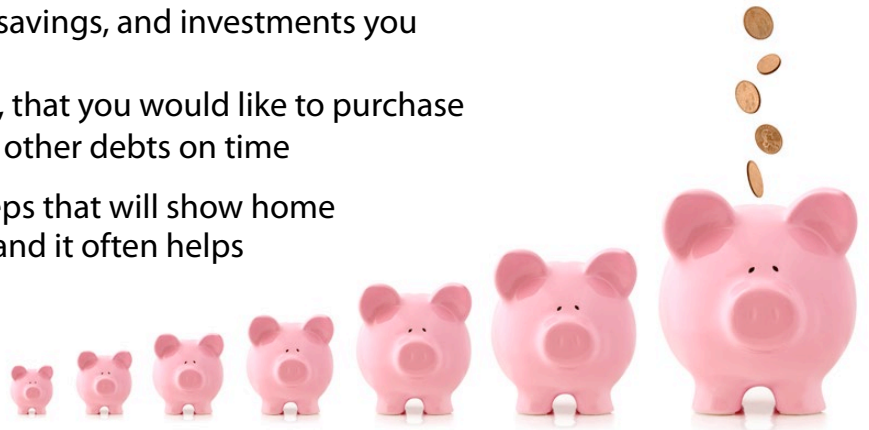 savings, and investments you
, that you would like to purchase
other debts on time
eps that will show home
and it often helps